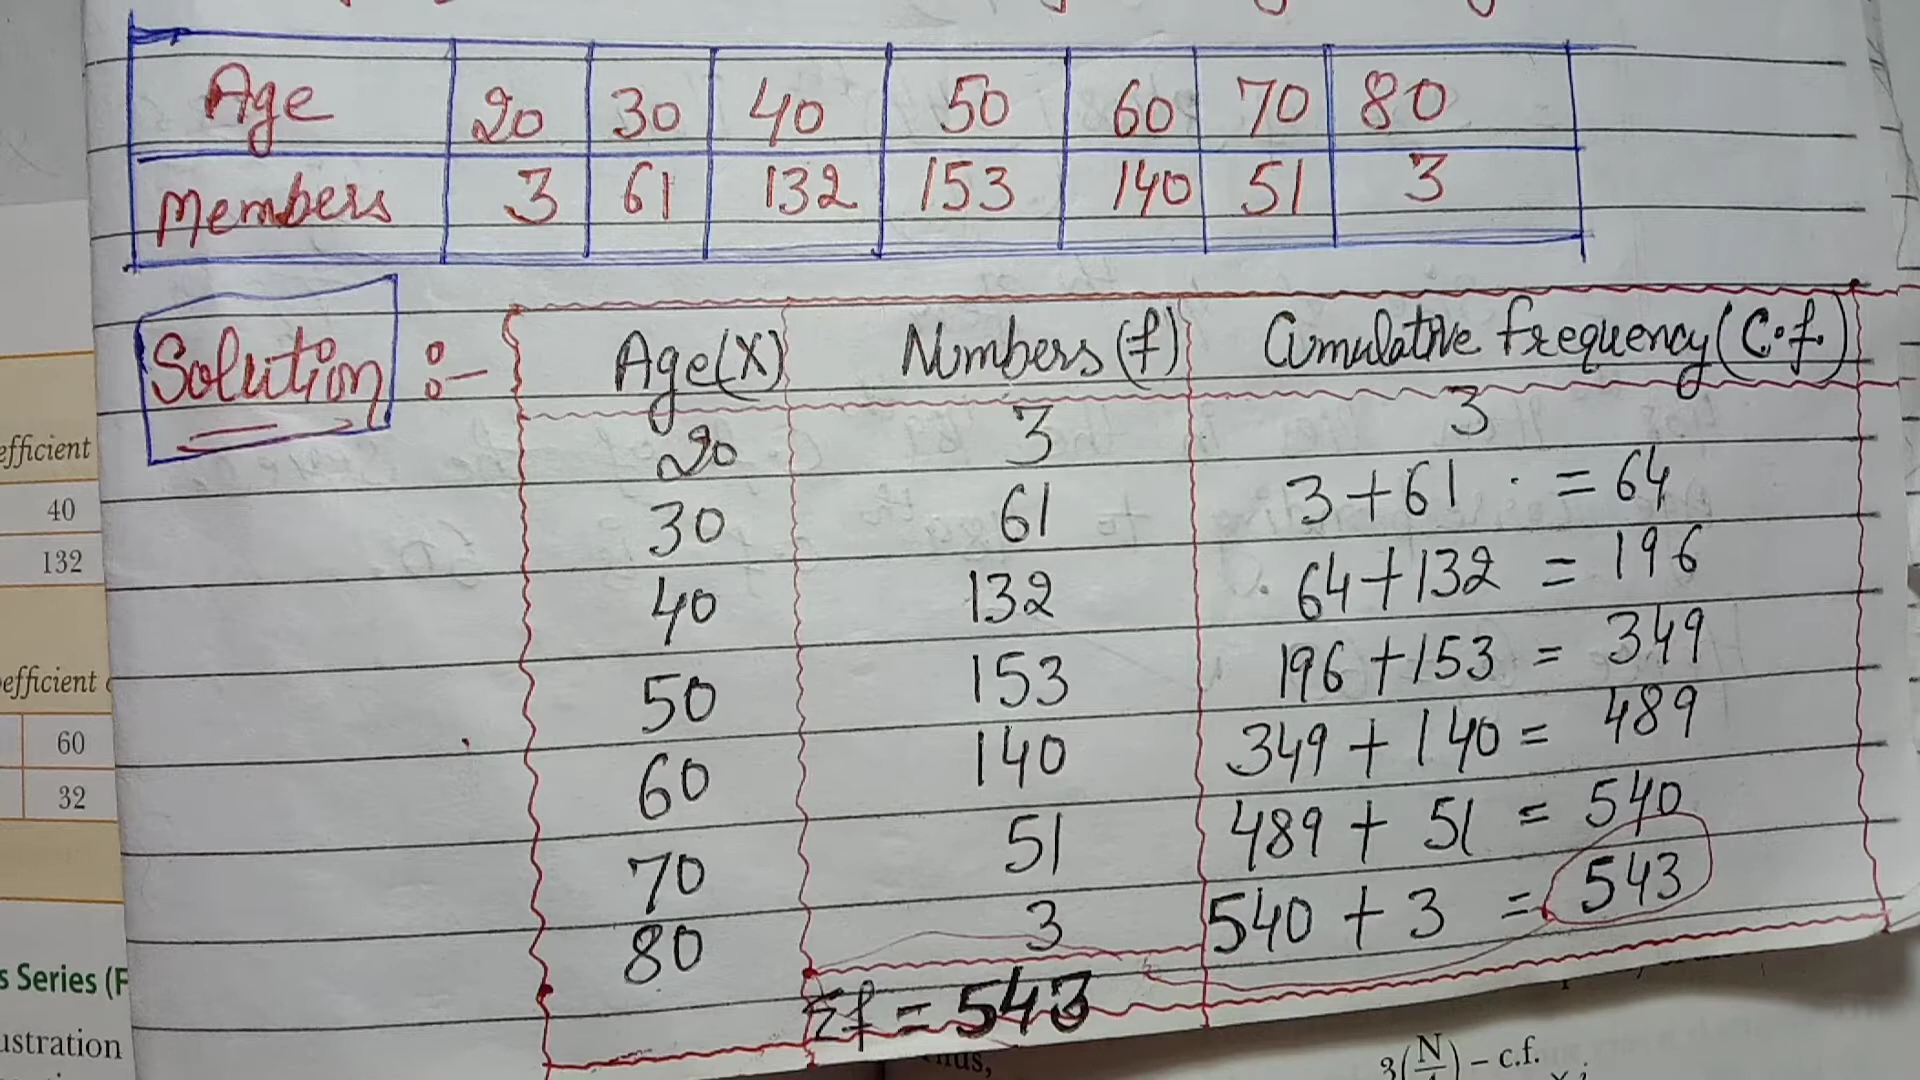 Age 20 30 40 50 60 70 80
Members 3 61 132 153 140 51 3
Solution :-
Age(X) Numbers (f) Cumulative frequency (C.f.)
20 3 3
30 61 3+61 = 64
40 132 64+132 = 196
50 153 196+153 = 349
60 140 349+140 = 489
70 51 489+51 = 540
80 3 540+3 = 543
Σf = 543
efficient
40
132
efficient
60
32
s Series (F
ustration
3(N/4) – c.f.